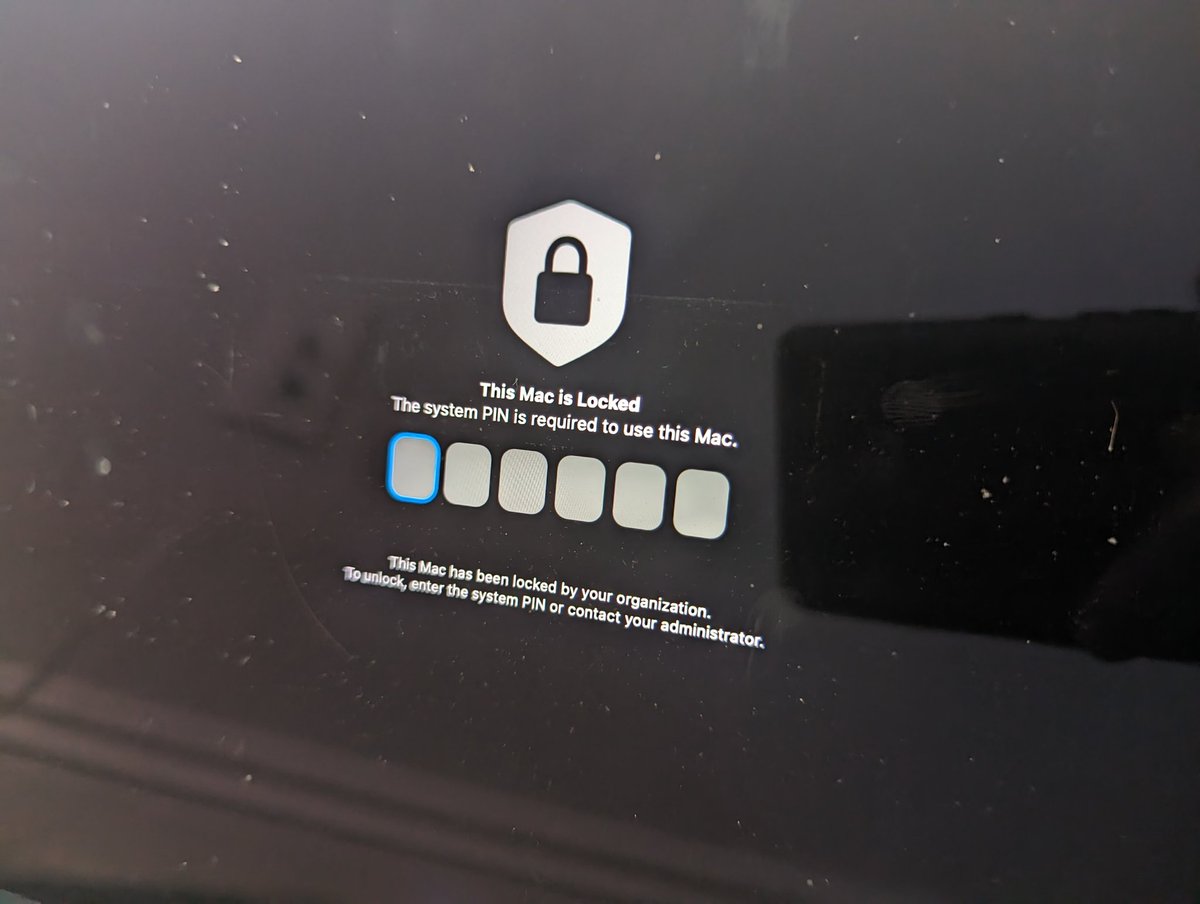 This Mac is Locked
The system PIN is required to use this Mac.
This Mac has been locked by your organization.
To unlock, enter the system PIN or contact your administrator.